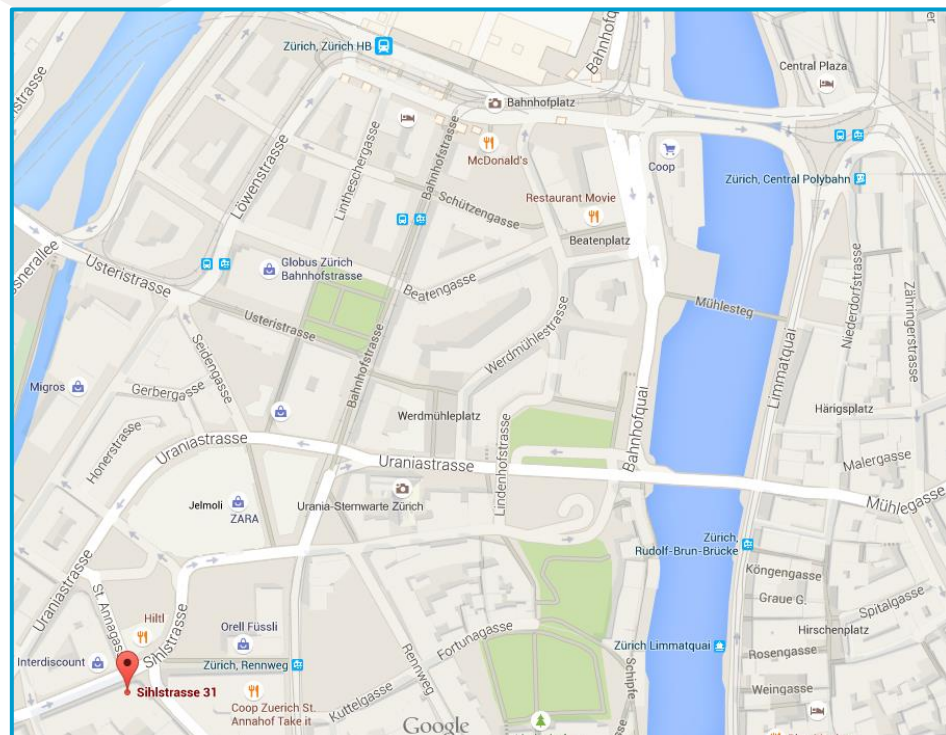 Zürich, Zürich HB
Bahnhofquai
Central Plaza
Bahnhofplatz
Löwenstrasse
Lintheschergasse
Bahnhofstrasse
McDonald's
Coop
Zürich, Central Polybahn
Schützengasse
Restaurant Movie
Beatenplatz
Usteristrasse
Globus Zürich
Bahnhofstrasse
Beatengasse
Mühlesteg
Niederdorfstrasse
Zähringerstrasse
Usteristrasse
Seidengasse
Bahnhofstrasse
Werdmühlestrasse
Limmatquai
Migros
Gerbergasse
Werdmühleplatz
Bahnhofquai
Härigsplatz
Honerstrasse
Uraniastrasse
Uraniastrasse
Lindenhofstrasse
Malergasse
Mühlegasse
Jelmoli
ZARA
Urania-Sternwarte Zürich
Zürich,
Rudolf-Brun-Brücke
Uraniastrasse
Köngengasse
Graue G.
Spitalgasse
St. Annagasse
Hiltl
Sihlstrasse
Orell Füssli
Fortunagasse
Hirschenplatz
Zürich Limmatquai
Rosengasse
Interdiscount
Zürich, Rennweg
Rennweg
Schipfe
Sihlstrasse 31
Coop Zuerich St.
Annahof Take it
Kuttelgasse
Weingasse
Google